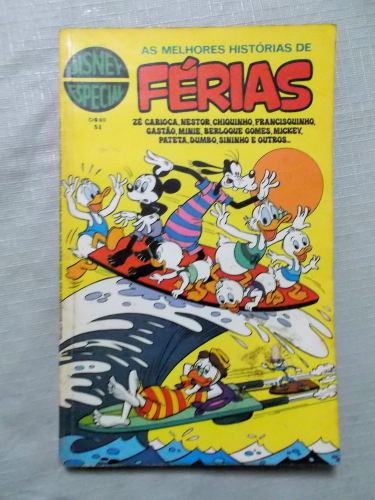 DISNEY
ESPECIAL
AS MELHORES HISTÓRIAS DE
FÉRIAS
ZÉ CARIOCA, NESTOR, CHIQUINHO, FRANCISQUINHO,
GASTÃO, MINIE, BERLOQUE GOMES, MICKEY,
PATETA, DUMBO, SININHO E OUTROS...
51